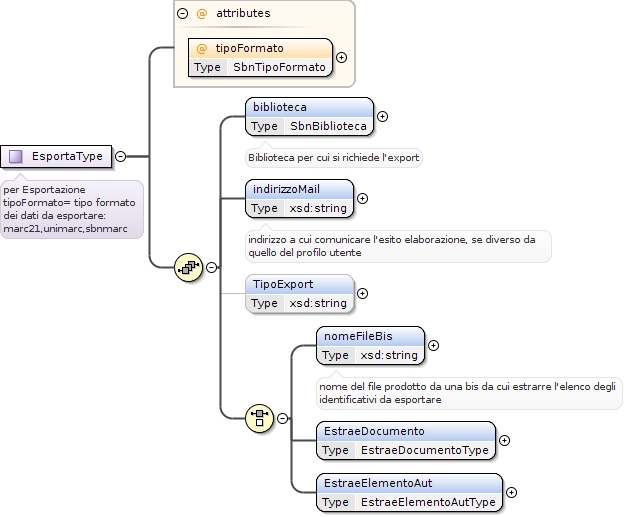 @ attributes
@ tipoFormato
Type SbnTipoFormato
EsportaType
per Esportazione
tipoFormato= tipo formato
dei dati da esportare:
marc21,unimarc,sbnmarc
biblioteca
Type SbnBiblioteca
Biblioteca per cui si richiede l'export
indirizzoMail
Type xsd:string
indirizzo a cui comunicare l'esito elaborazione, se diverso da
quello del profilo utente
TipoExport
Type xsd:string
nomeFileBis
Type xsd:string
nome del file prodotto da una bis da cui estrarre l'elenco degli
identificativi da esportare
EstraeDocumento
Type EstraeDocumentoType
EstraeElementoAut
Type EstraeElementoAutType